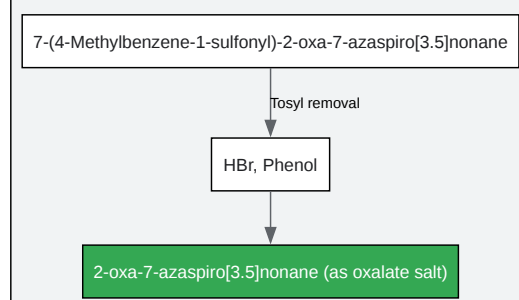 7-(4-Methylbenzene-1-sulfonyl)-2-oxa-7-azaspiro[3.5]nonane
Tosyl removal
HBr, Phenol
2-oxa-7-azaspiro[3.5]nonane (as oxalate salt)